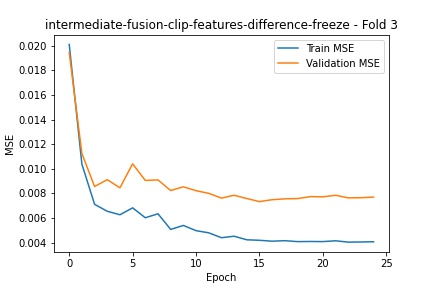 intermediate-fusion-clip-features-difference-freeze - Fold 3
Train MSE
Validation MSE
0.020
0.018
0.016
0.014
0.012
0.010
0.008
0.006
0.004
MSE
0 5 10 15 20 25
Epoch